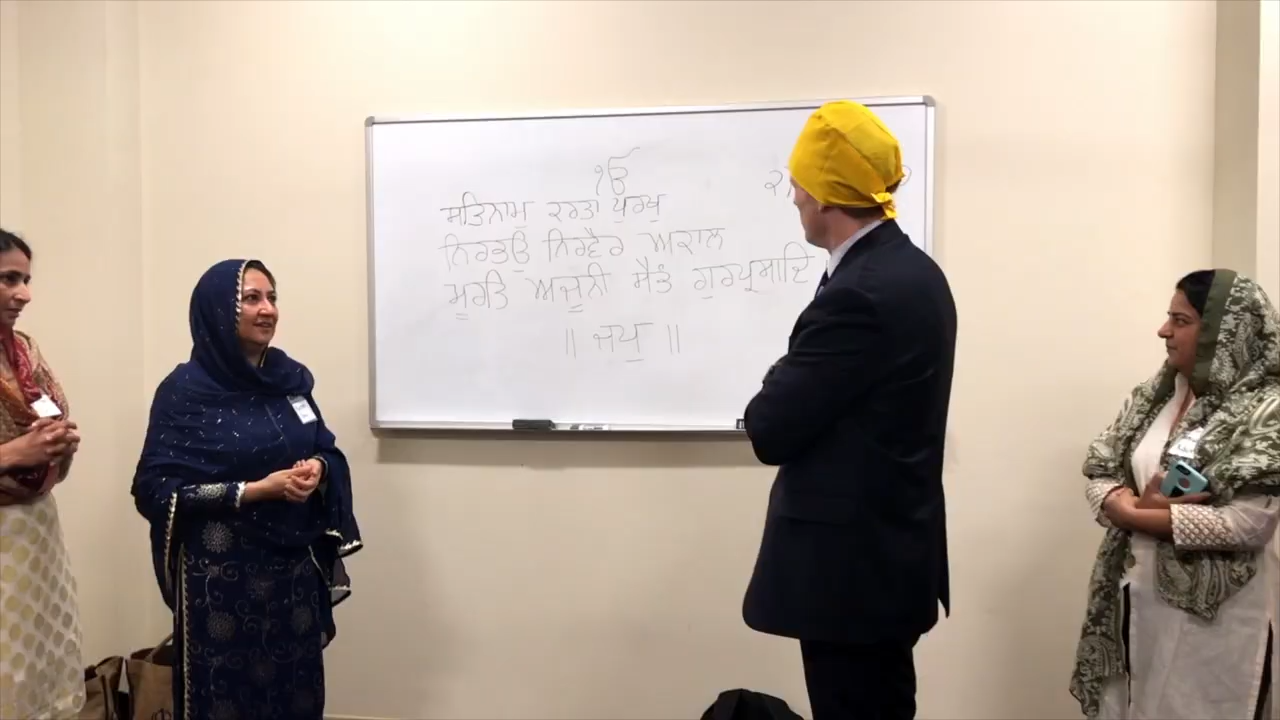 ੴ
ਸਤਿਨਾਮੁ ਕਰਤਾ ਪੁਰਖੁ
ਨਿਰਭਉ ਨਿਰਵੈਰ ਅਕਾਲ
ਮੂਰਤਿ ਅਜੂਨੀ ਸੈਭੰ ਗੁਰਪ੍ਰਸਾਦਿ
॥ ਜਪੁ ॥